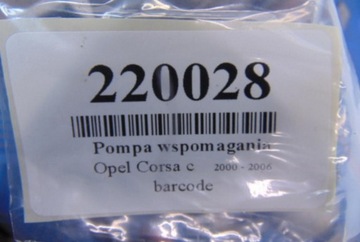 220028
Pompa wspomagania
Opel Corsa c 2000 - 2006
barcode